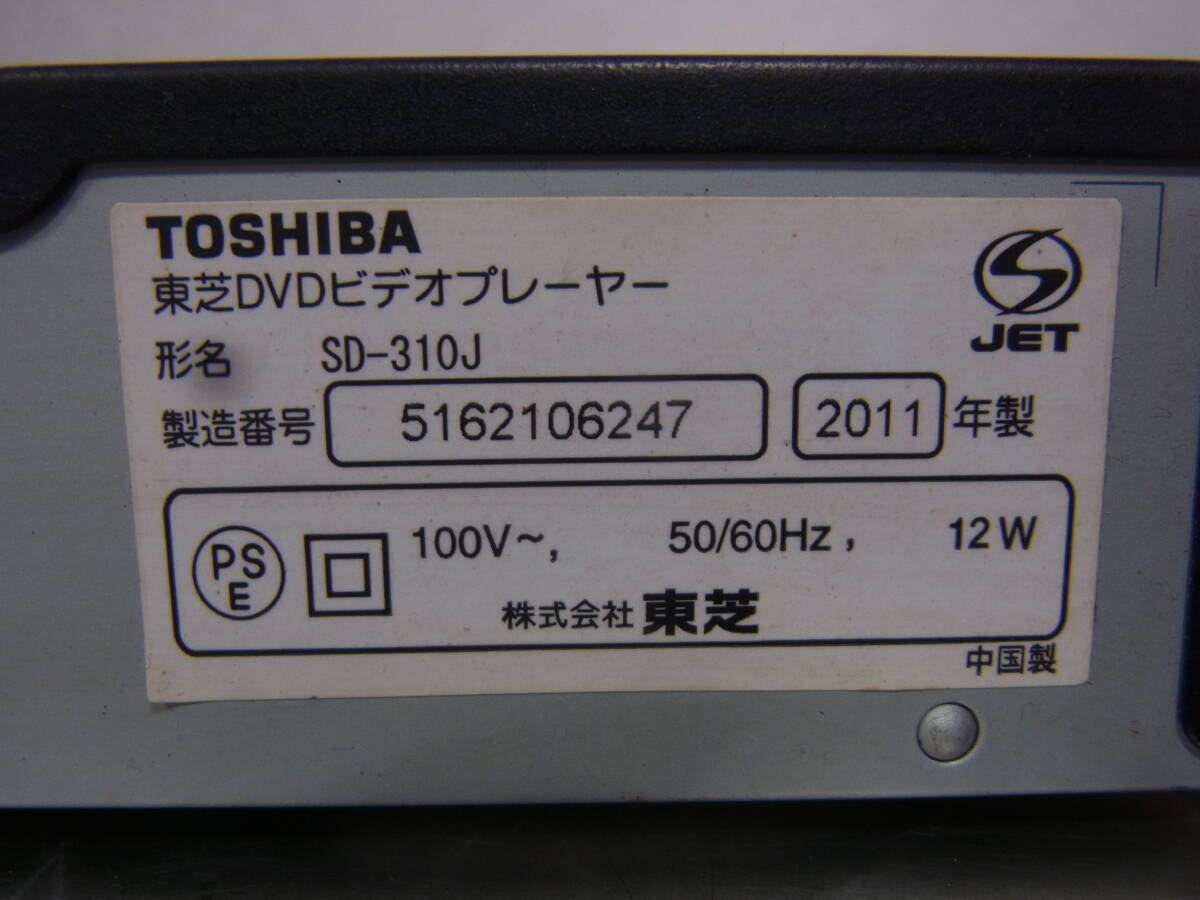 TOSHIBA
東芝DVDビデオプレーヤー
JET
形名 SD-310J
製造番号 5162106247 2011 年製
PS
E
100V~, 50/60Hz, 12W
株式会社 東芝
中国製